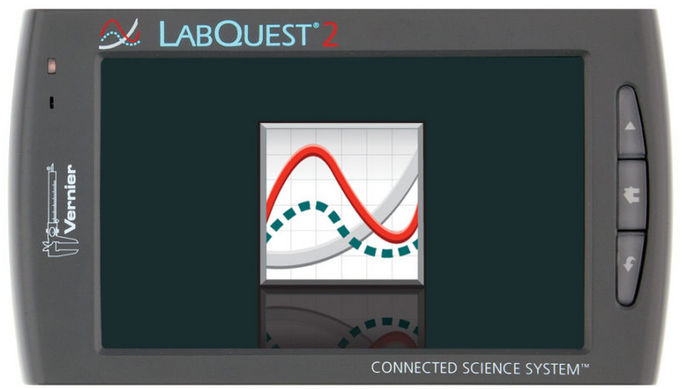 LABQUEST® 2
Vernier
CONNECTED SCIENCE SYSTEM™